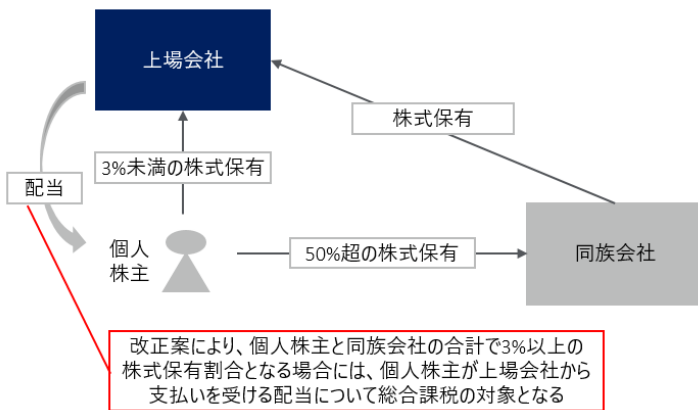 上場会社
株式保有
3%未満の株式保有
配当
個人
株主
50%超の株式保有
同族会社
改正案により、個人株主と同族会社の合計で3%以上の
株式保有割合となる場合には、個人株主が上場会社から
支払いを受ける配当について総合課税の対象となる